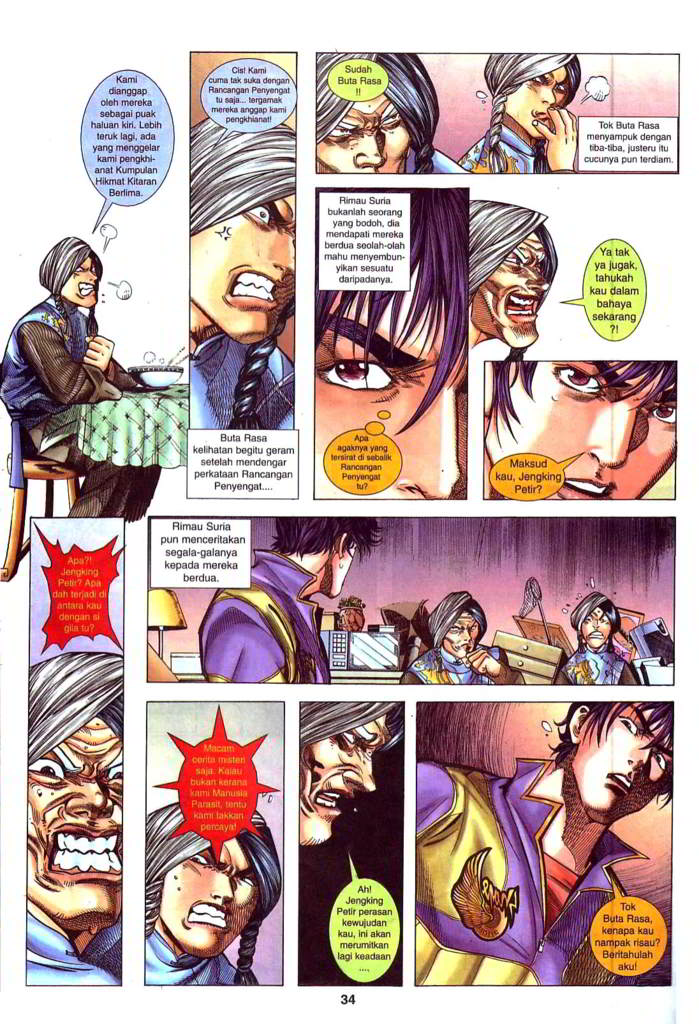 Kami
dianggap
oleh mereka
sebagai puak
haluan kiri. Lebih
teruk lagi, ada
yang menggelar
kami pengkhi-
anat Kumpulan
Hikmat Kitaran
Berlima.
Cis! Kami
cuma tak suka dengan
Rancangan Penyengat
tu saja... tergamak
mereka anggap kami
pengkhianat!
Buta Rasa
kelihatan begitu geram
setelah mendengar
perkataan Rancangan
Penyengat....
Sudah
Buta Rasa
!!
Tok Buta Rasa
menyampuk dengan
tiba-tiba, justeru itu
cucunya pun terdiam.
Rimau Suria
bukanlah seorang
yang bodoh, dia
mendapati mereka
berdua seolah-olah
mahu menyembun-
yikan sesuatu
daripadanya.
Apa
agaknya yang
tersirat di sebalik
Rancangan
Penyengat
tu?
Ya tak
ya jugak,
tahukah
kau dalam
bahaya
sekarang
?!
Maksud
kau, Jengking
Petir?
Apa?!
Jengking
Petir? Apa
dah terjadi di
antara kau
dengan si
gila tu?
Rimau Suria
pun menceritakan
segala-galanya
kepada mereka
berdua.
Macam
cerita misteri
saja. Kalau
bukan kerana
kami Manusia
Parasit, tentu
kami takkan
percaya!
Ah!
Jengking
Petir perasan
kewujudan
kau, ini akan
merumitkan
lagi keadaan
....
Tok
Buta Rasa,
kenapa kau
nampak risau?
Beritahulah
aku!
34